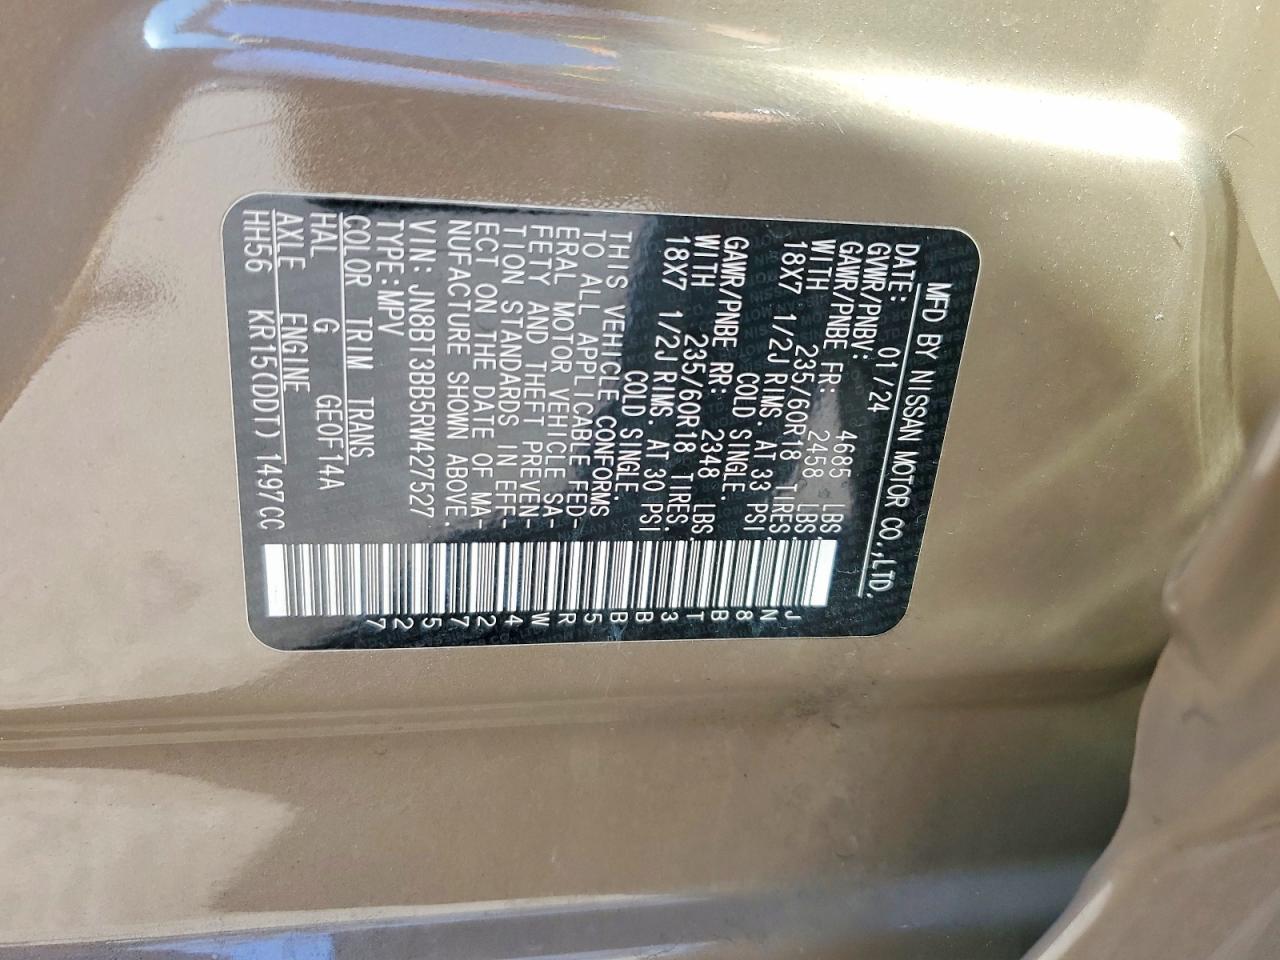 MFD BY NISSAN MOTOR CO.,LTD.
DATE: 01/24
GVWR/PNBV: 4685 LBS.
GAWR/PNBE FR: 2458 LBS.
WITH 235/60R18 TIRES.
18X7 1/2J RIMS. AT 33 PSI
COLD SINGLE.
GAWR/PNBE RR: 2348 LBS.
WITH 235/60R18 TIRES.
18X7 1/2J RIMS. AT 30 PSI
COLD SINGLE.
THIS VEHICLE CONFORMS
TO ALL APPLICABLE FED-
ERAL MOTOR VEHICLE SA-
FETY AND THEFT PREVEN-
TION STANDARDS IN EFF-
ECT ON THE DATE OF MA-
NUFACTURE SHOWN ABOVE.
VIN: JN8BT3BB5RW427527
TYPE:MPV
COLOR TRIM TRANS.
HAL G GE0F14A
AXLE ENGINE
HH56 KR15(DDT) 1497CC
JN8BT3BB5RW427527